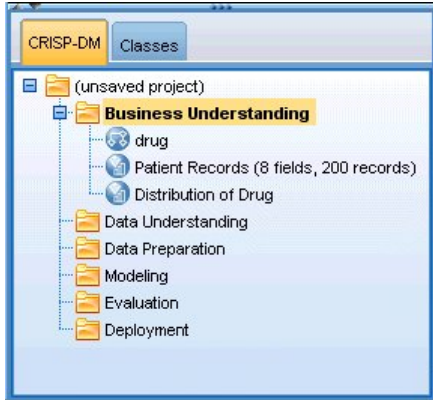 CRISP-DM Classes
(unsaved project)
Business Understanding
drug
Patient Records (8 fields, 200 records)
Distribution of Drug
Data Understanding
Data Preparation
Modeling
Evaluation
Deployment